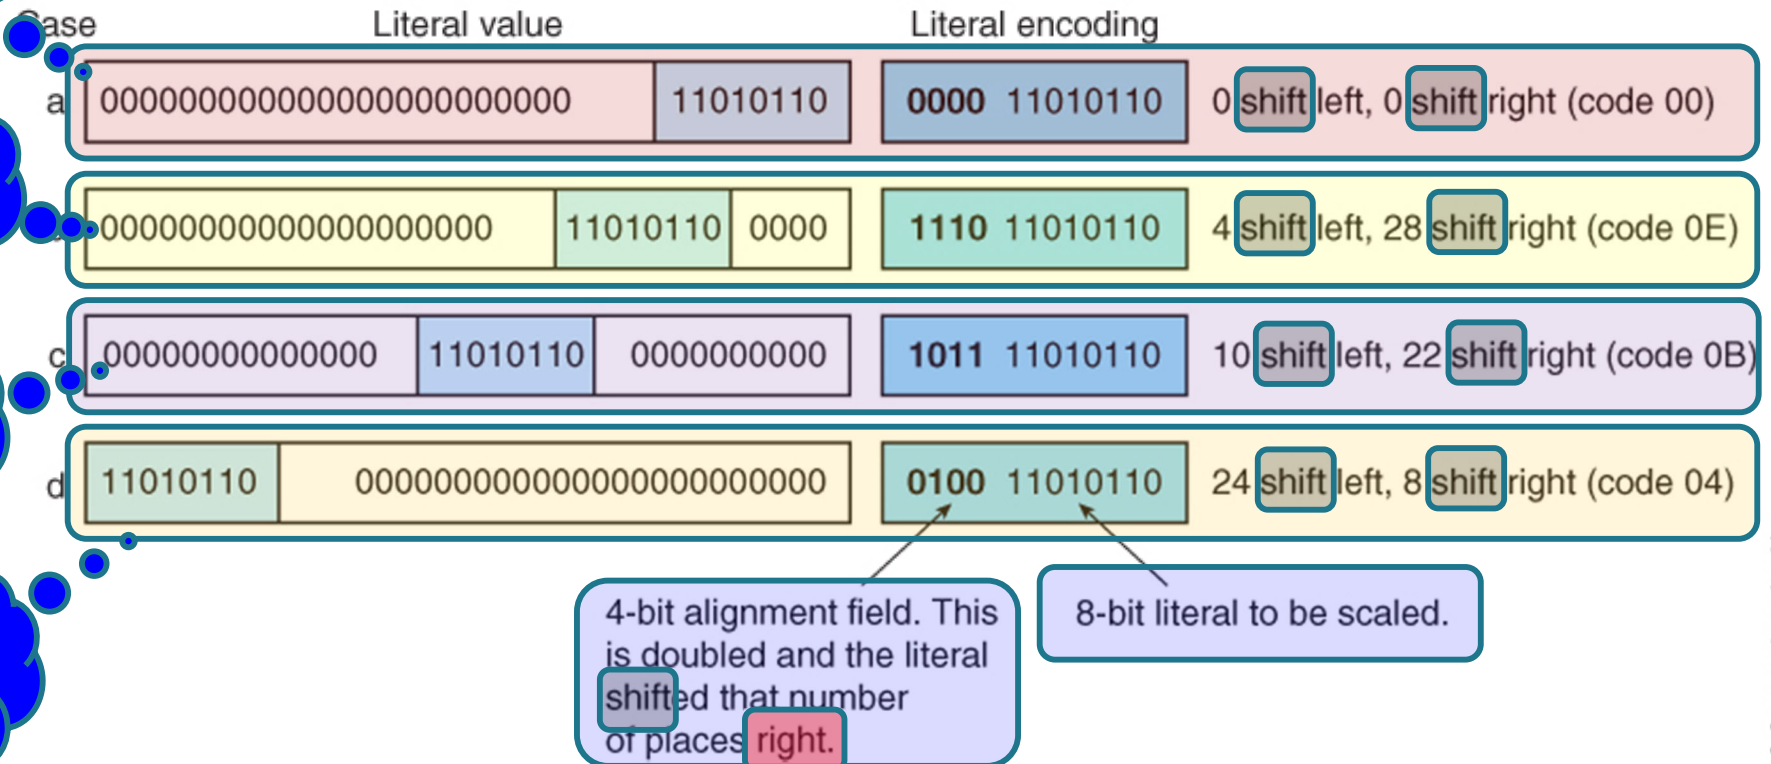 Case Literal value Literal encoding
a 000000000000000000000000 11010110 0000 11010110 0 shift left, 0 shift right (code 00)
00000000000000000000 11010110 0000 1110 11010110 4 shift left, 28 shift right (code 0E)
c 00000000000000 11010110 0000000000 1011 11010110 10 shift left, 22 shift right (code 0B)
d 11010110 000000000000000000000000 0100 11010110 24 shift left, 8 shift right (code 04)
4-bit alignment field. This
is doubled and the literal
shifted that number
of places right.
8-bit literal to be scaled.